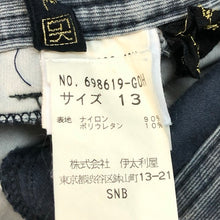 GK
NO. 698619-GOH
サイズ 13
表地 ナイロン 90%
ポリウレタン 10%
株式会社 伊太利屋
東京都渋谷区鉢山町13-21
SNB